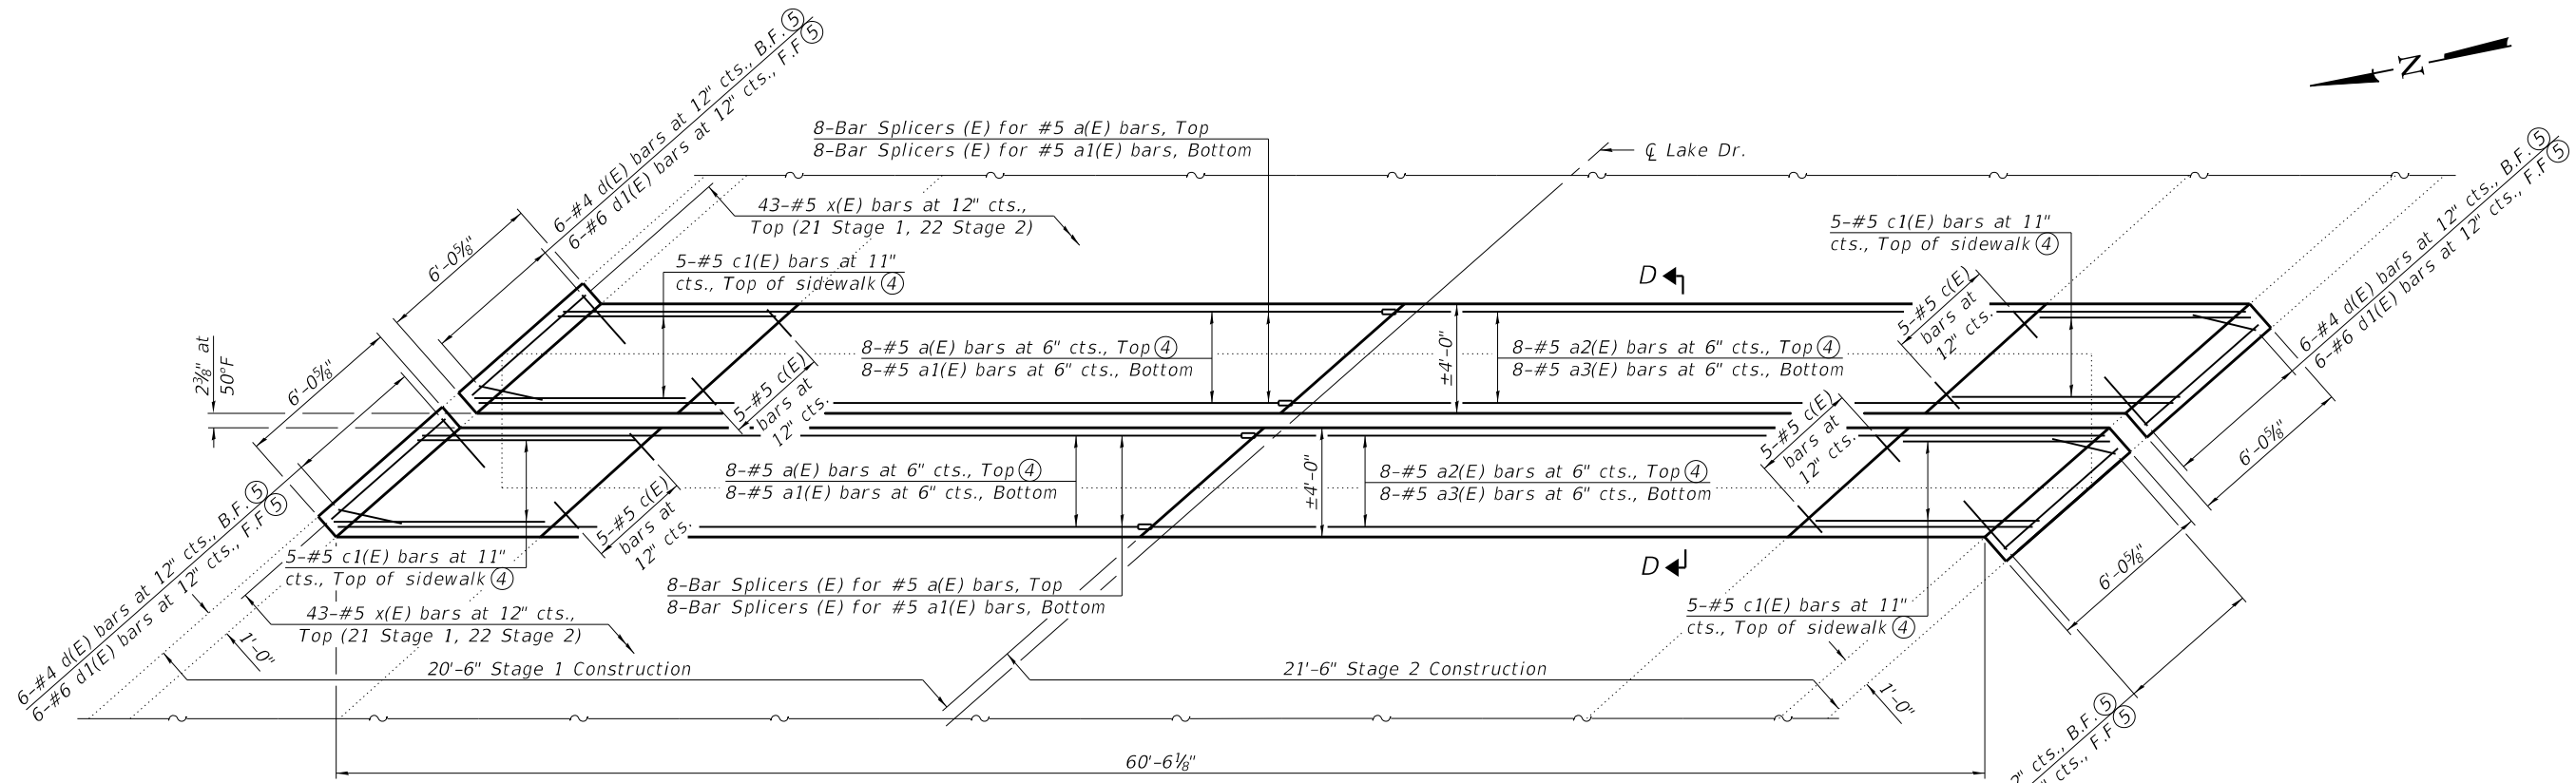 6-#4 d(E) bars at 12" cts., B.F. 5
6-#6 d1(E) bars at 12" cts., F.F 5
N
8-Bar Splicers (E) for #5 a(E) bars, Top
8-Bar Splicers (E) for #5 a1(E) bars, Bottom
℄ Lake Dr.
43-#5 x(E) bars at 12" cts.,
Top (21 Stage 1, 22 Stage 2)
5-#5 c1(E) bars at 11"
cts., Top of sidewalk 4
6'-0⅝"
5-#5 c1(E) bars at 11"
cts., Top of sidewalk 4
D
5-#5 c(E)
bars at
12" cts.
6-#4 d(E) bars at 12" cts., B.F. 5
6-#6 d1(E) bars at 12" cts., F.F 5
2⅜" at
50°F
6'-0⅝"
8-#5 a(E) bars at 6" cts., Top 4
8-#5 a1(E) bars at 6" cts., Bottom
±4'-0"
8-#5 a2(E) bars at 6" cts., Top 4
8-#5 a3(E) bars at 6" cts., Bottom
5-#5 c(E)
bars at
12" cts.
5-#5 c(E)
bars at
12" cts.
6'-0⅝"
8-#5 a(E) bars at 6" cts., Top 4
8-#5 a1(E) bars at 6" cts., Bottom
±4'-0"
8-#5 a2(E) bars at 6" cts., Top 4
8-#5 a3(E) bars at 6" cts., Bottom
5-#5 c(E)
bars at
12" cts.
6-#4 d(E) bars at 12" cts., B.F. 5
6-#6 d1(E) bars at 12" cts., F.F 5
5-#5 c1(E) bars at 11"
cts., Top of sidewalk 4
8-Bar Splicers (E) for #5 a(E) bars, Top
8-Bar Splicers (E) for #5 a1(E) bars, Bottom
D
6'-0⅝"
5-#5 c1(E) bars at 11"
cts., Top of sidewalk 4
43-#5 x(E) bars at 12" cts.,
Top (21 Stage 1, 22 Stage 2)
1'-0"
20'-6" Stage 1 Construction
21'-6" Stage 2 Construction
1'-0"
60'-6⅛"
cts., B.F. 5
cts., F.F 5